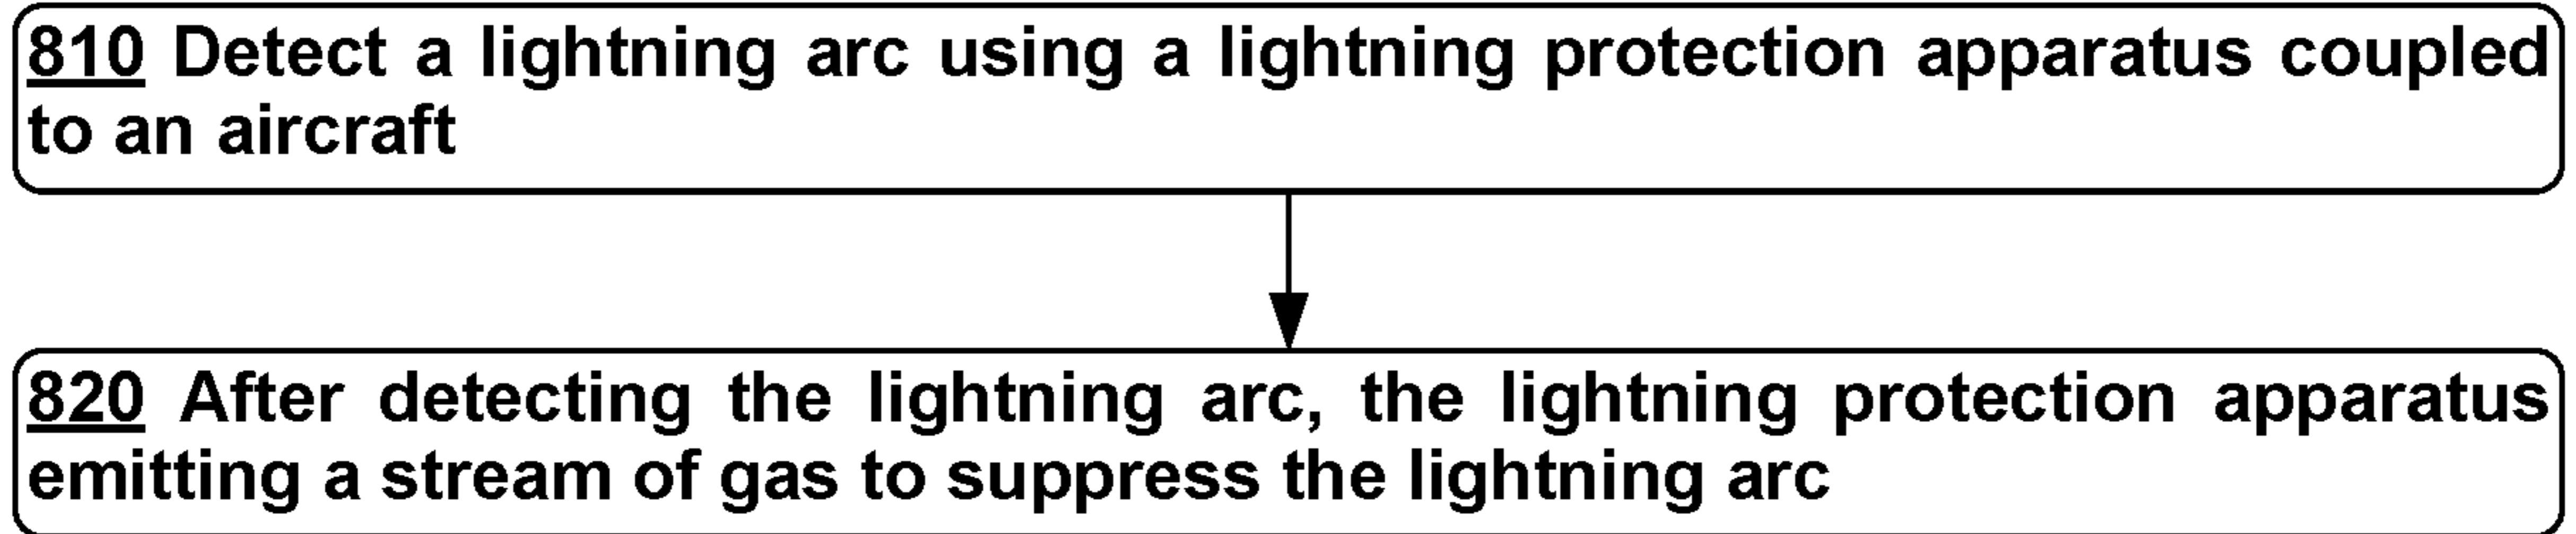 810 Detect a lightning arc using a lightning protection apparatus coupled
to an aircraft
820 After detecting the lightning arc, the lightning protection apparatus
emitting a stream of gas to suppress the lightning arc